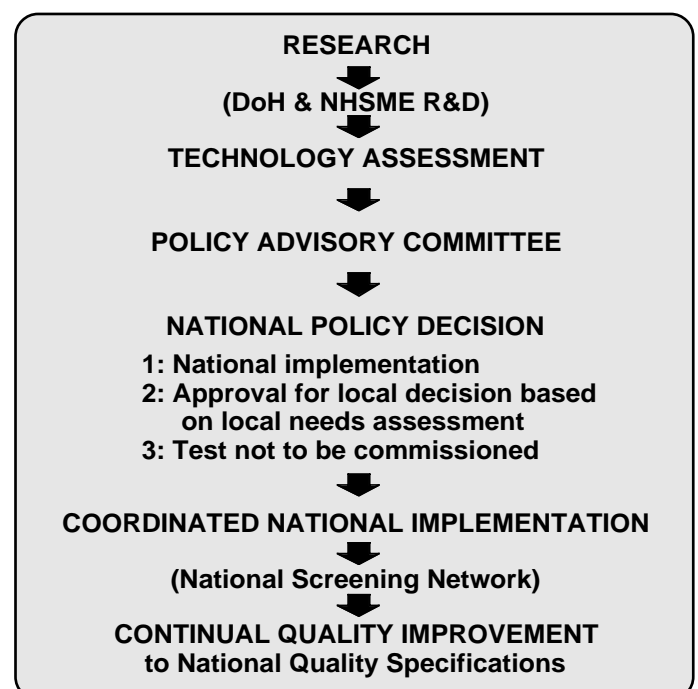 RESEARCH
(DoH & NHSME R&D)
TECHNOLOGY ASSESSMENT
POLICY ADVISORY COMMITTEE
NATIONAL POLICY DECISION
1: National implementation
2: Approval for local decision based
on local needs assessment
3: Test not to be commissioned
COORDINATED NATIONAL IMPLEMENTATION
(National Screening Network)
CONTINUAL QUALITY IMPROVEMENT
to National Quality Specifications